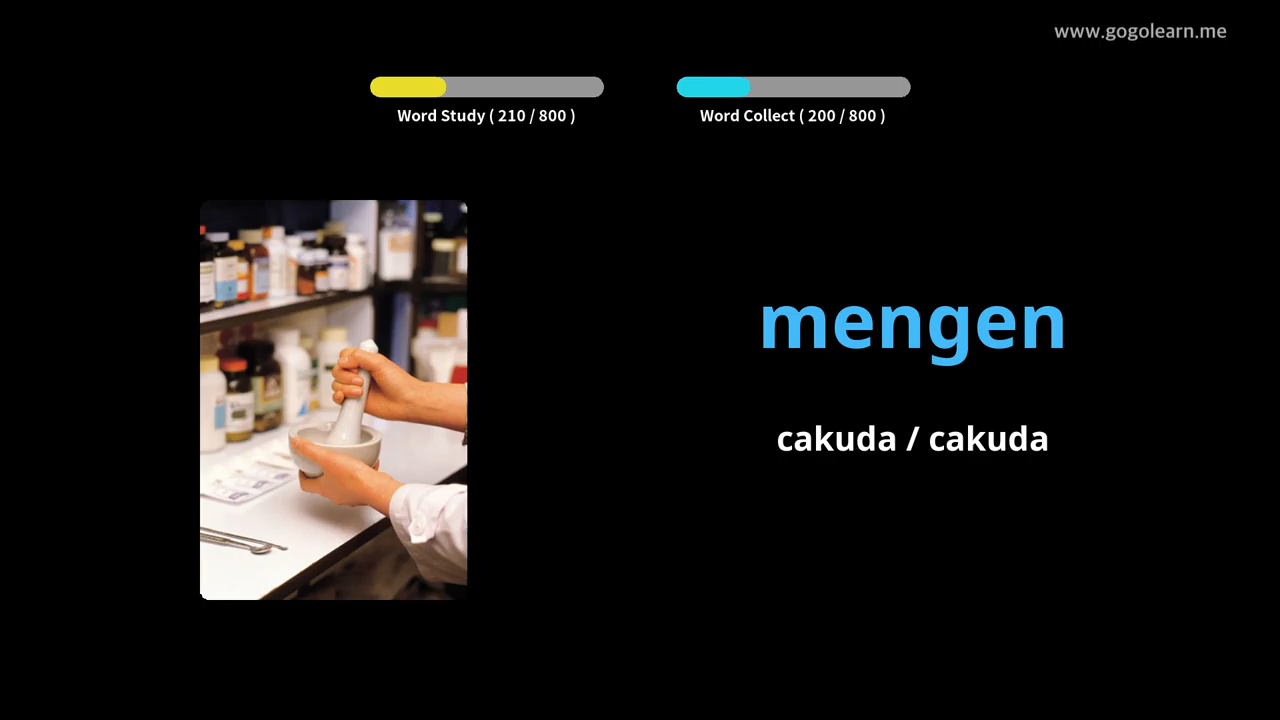 www.gogolearn.me
Word Study ( 210 / 800 )
Word Collect ( 200 / 800 )
mengen
cakuda / cakuda